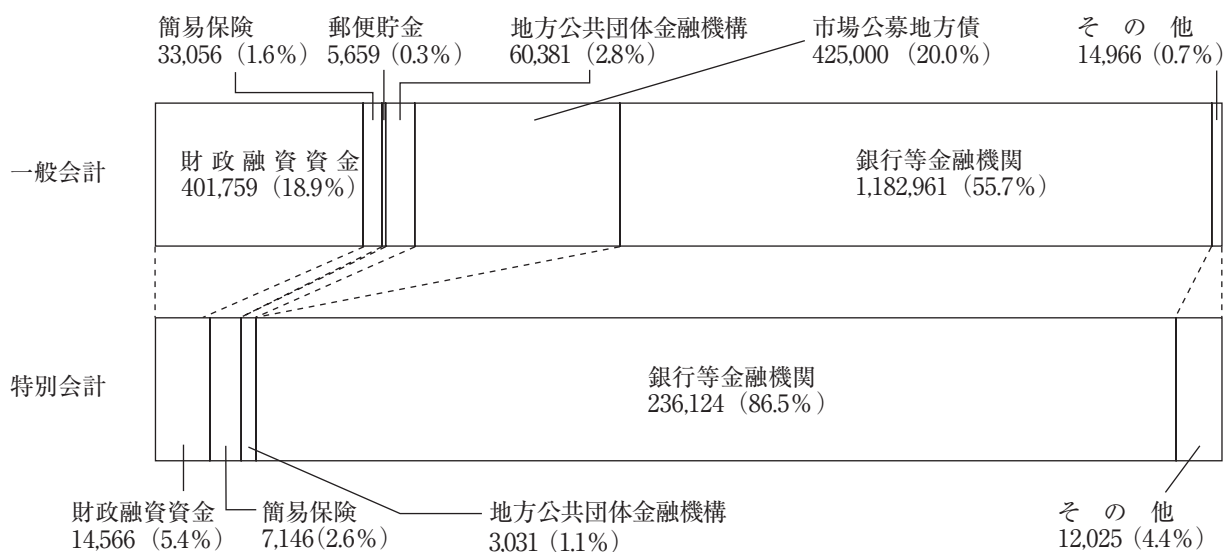 簡易保険
33,056（1.6%）
郵便貯金
5,659（0.3%）
地方公共団体金融機構
60,381（2.8%）
市場公募地方債
425,000（20.0%）
そ の 他
14,966（0.7%）
一般会計
財 政 融 資 資 金
401,759（18.9%）
銀行等金融機関
1,182,961（55.7%）
特別会計
銀行等金融機関
236,124（86.5%）
財政融資資金
14,566（5.4%）
簡易保険
7,146(2.6%）
地方公共団体金融機構
3,031（1.1%）
そ の 他
12,025（4.4%）